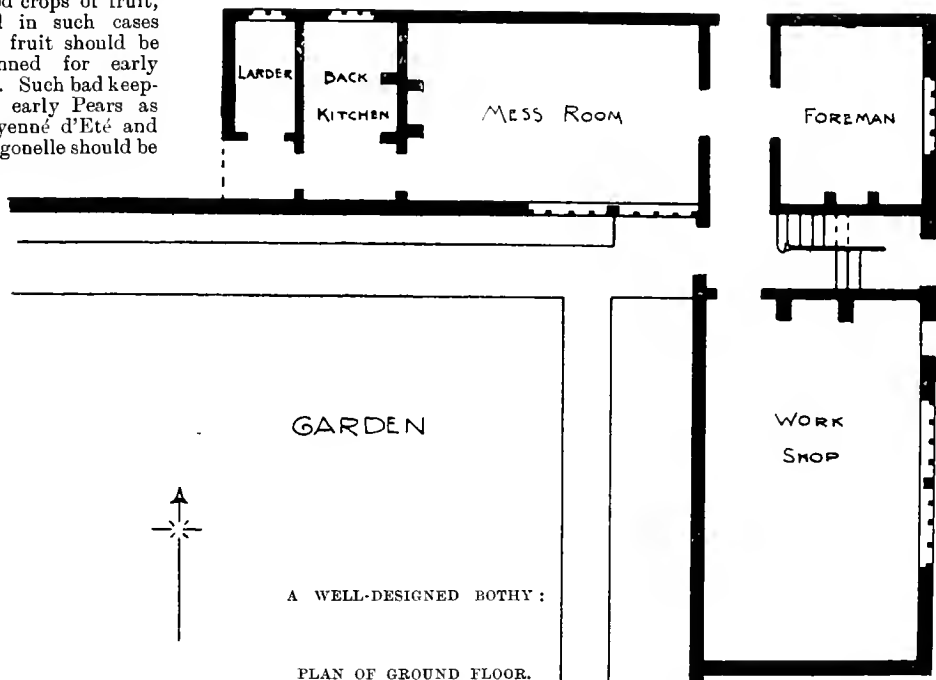 d crops of fruit,
l in such cases
fruit should be
nned for early
. Such bad keep-
early Pears as
yenné d'Eté and
gonelle should be
LARDER
BACK
KITCHEN
MESS ROOM
FOREMAN
GARDEN
WORK
SHOP
A WELL-DESIGNED BOTHY:
PLAN OF GROUND FLOOR.